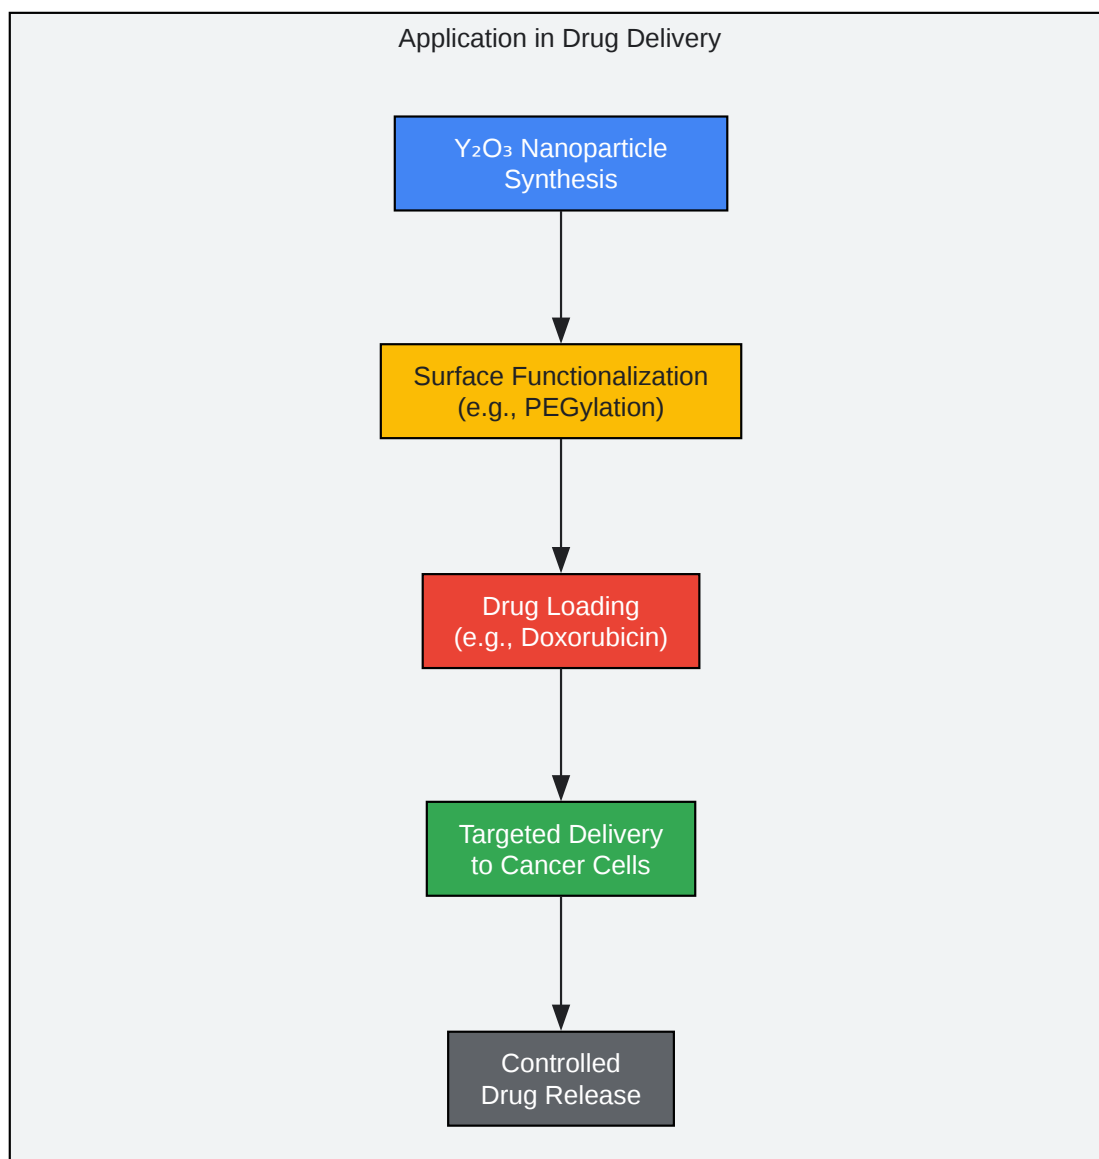 Application in Drug Delivery
Y₂O₃ Nanoparticle
Synthesis
Surface Functionalization
(e.g., PEGylation)
Drug Loading
(e.g., Doxorubicin)
Targeted Delivery
to Cancer Cells
Controlled
Drug Release